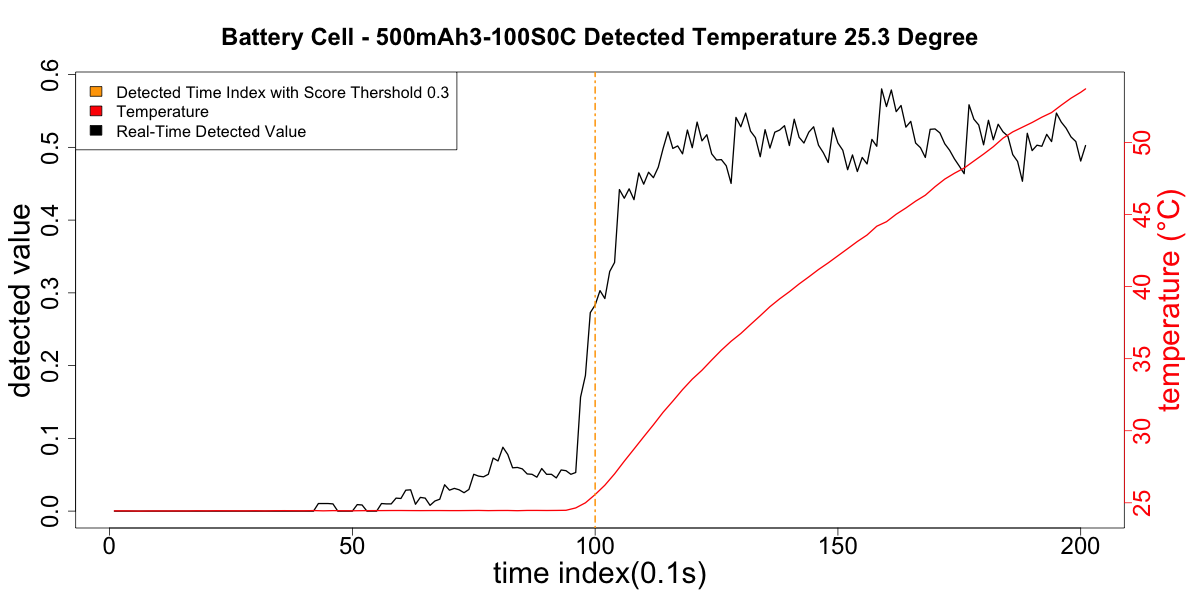 Battery Cell - 500mAh3-100S0C Detected Temperature 25.3 Degree
Detected Time Index with Score Thershold 0.3
Temperature
Real-Time Detected Value
detected value
0.6
0.5
0.4
0.3
0.2
0.1
0.0
temperature (°C)
50
45
40
35
30
25
0 50 100 150 200
time index(0.1s)